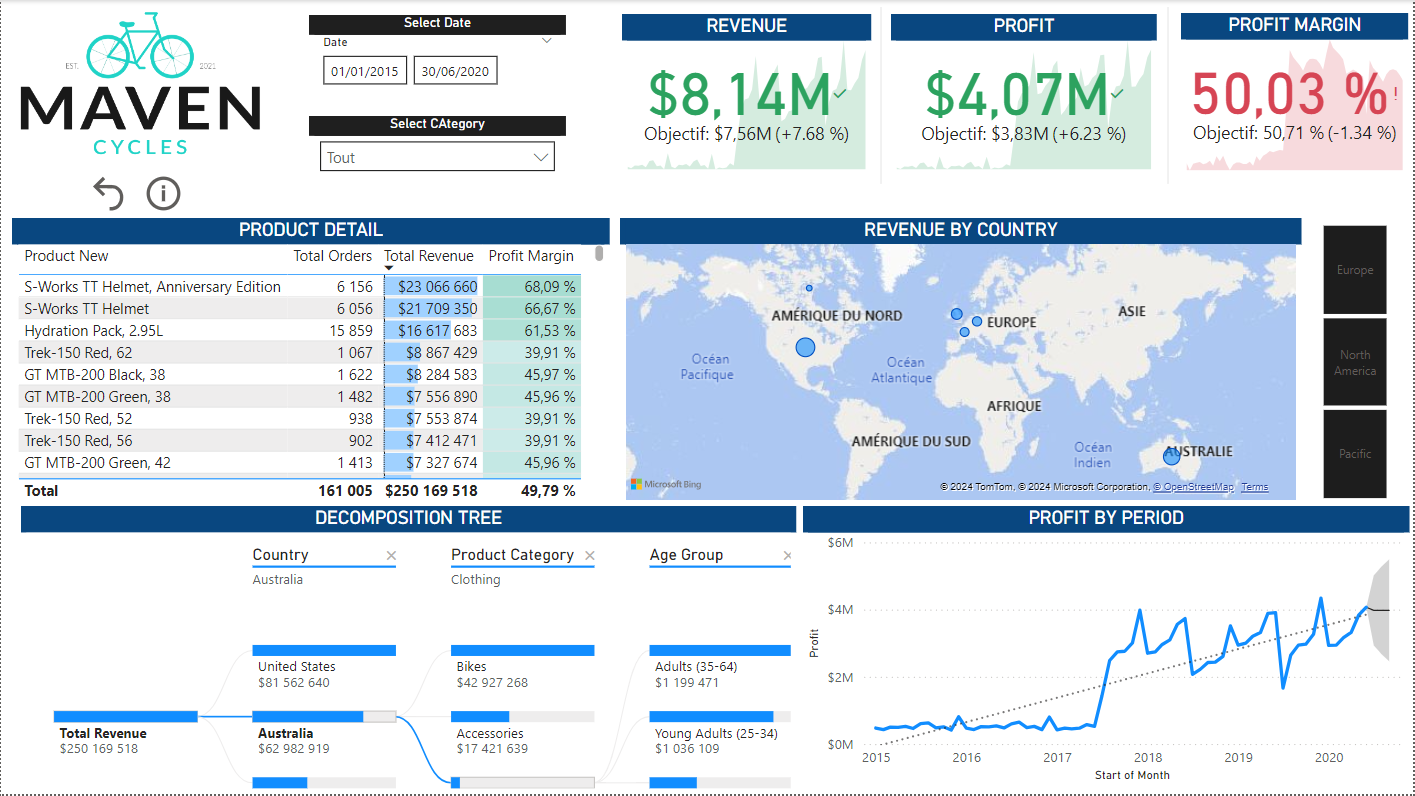 EST.
2021
MAVEN
CYCLES
Select Date
Date
01/01/2015
30/06/2020
Select CAtegory
Tout
REVENUE
$8,14M
Objectif: $7,56M (+7.68 %)
PROFIT
$4,07M
Objectif: $3,83M (+6.23 %)
PROFIT MARGIN
50,03 %!
Objectif: 50,71 % (-1.34 %)
PRODUCT DETAIL
Product New Total Orders Total Revenue Profit Margin
S-Works TT Helmet, Anniversary Edition 6 156 $23 066 660 68,09 %
S-Works TT Helmet 6 056 $21 709 350 66,67 %
Hydration Pack, 2.95L 15 859 $16 617 683 61,53 %
Trek-150 Red, 62 1 067 $8 867 429 39,91 %
GT MTB-200 Black, 38 1 622 $8 284 583 45,97 %
GT MTB-200 Green, 38 1 482 $7 556 890 45,96 %
Trek-150 Red, 52 938 $7 553 874 39,91 %
Trek-150 Red, 56 902 $7 412 471 39,91 %
GT MTB-200 Green, 42 1 413 $7 327 674 45,96 %
Total 161 005 $250 169 518 49,79 %
REVENUE BY COUNTRY
AMÉRIQUE DU NORD
EUROPE
ASIE
Océan
Pacifique
Océan
Atlantique
AFRIQUE
AMÉRIQUE DU SUD
Océan
Indien
AUSTRALIE
Microsoft Bing
© 2024 TomTom, © 2024 Microsoft Corporation, © OpenStreetMap Terms
Europe
North
America
Pacific
DECOMPOSITION TREE
Country
Australia
Product Category
Clothing
Age Group
United States
$81 562 640
Bikes
$42 927 268
Adults (35-64)
$1 199 471
Total Revenue
$250 169 518
Australia
$62 982 919
Accessories
$17 421 639
Young Adults (25-34)
$1 036 109
PROFIT BY PERIOD
$6M
$4M
$2M
$0M
Profit
2015 2016 2017 2018 2019 2020
Start of Month